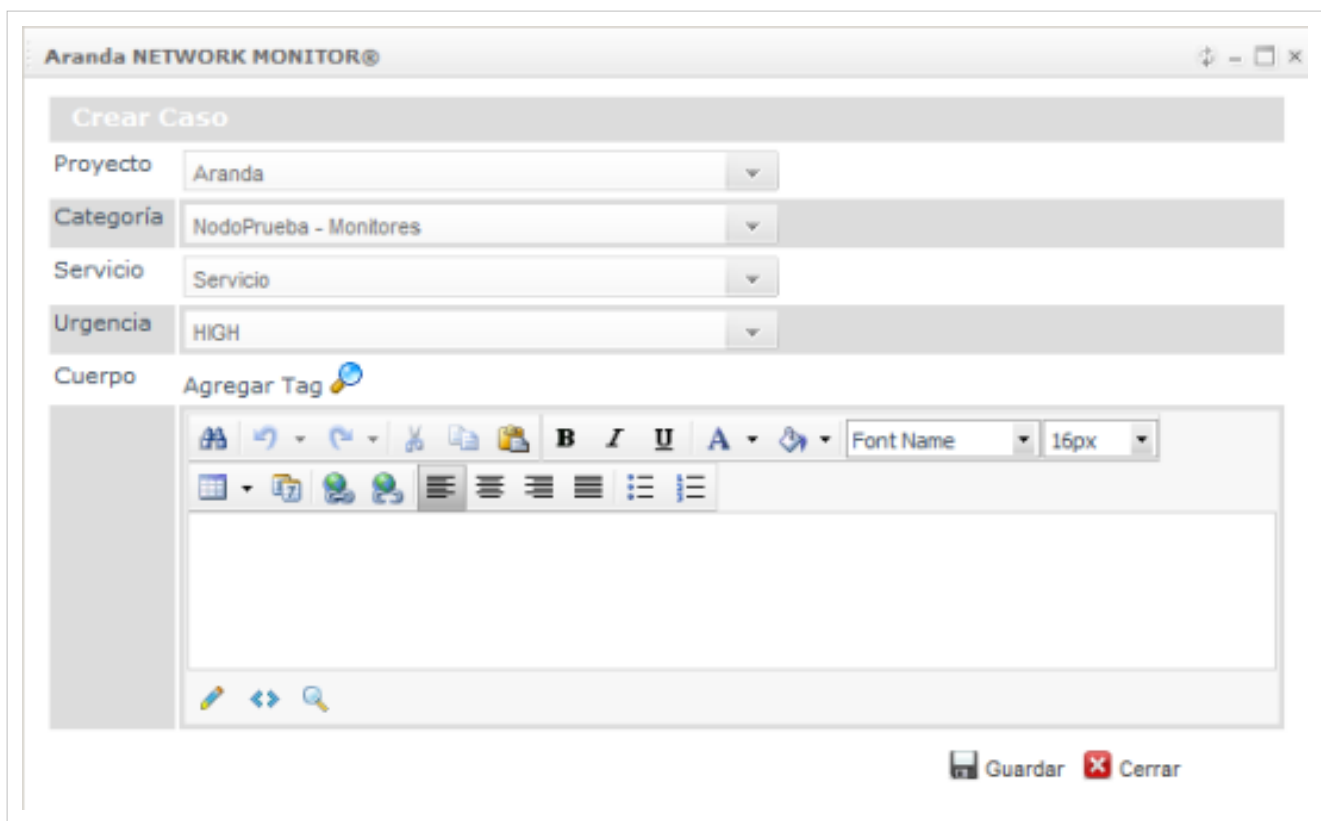 Aranda NETWORK MONITOR®
Crear Caso
Proyecto Aranda
Categoría NodoPrueba - Monitores
Servicio Servicio
Urgencia HIGH
Cuerpo Agregar Tag
B I U A Font Name 16px
Guardar Cerrar